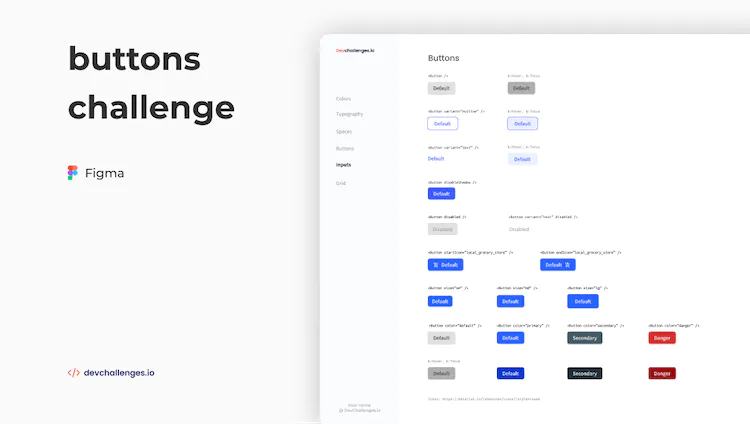 buttons
challenge
Figma
devchallenges.io
Devchallenges.io
Colors
Typography
Spaces
Buttons
Inputs
Grid
Your name
@ DevChallenges.io
Buttons
<Button />
&:hover, &:focus
Default
Default
<Button variant="outline" />
&:hover, &:focus
Default
Default
<Button variant="text" />
&:hover, &:focus
Default
Default
<Button disableShadow />
Default
<Button disabled />
<Button variant="text" disabled />
Disabled
Disabled
<Button startIcon="local_grocery_store" />
<Button endIcon="local_grocery_store" />
Default
Default
<Button size="sm" />
<Button size="md" />
<Button size="lg" />
Default
Default
Default
<Button color="default" />
<Button color="primary" />
<Button color="secondary" />
<Button color="danger" />
Default
Default
Secondary
Danger
&:hover, &:focus
Default
Default
Secondary
Danger